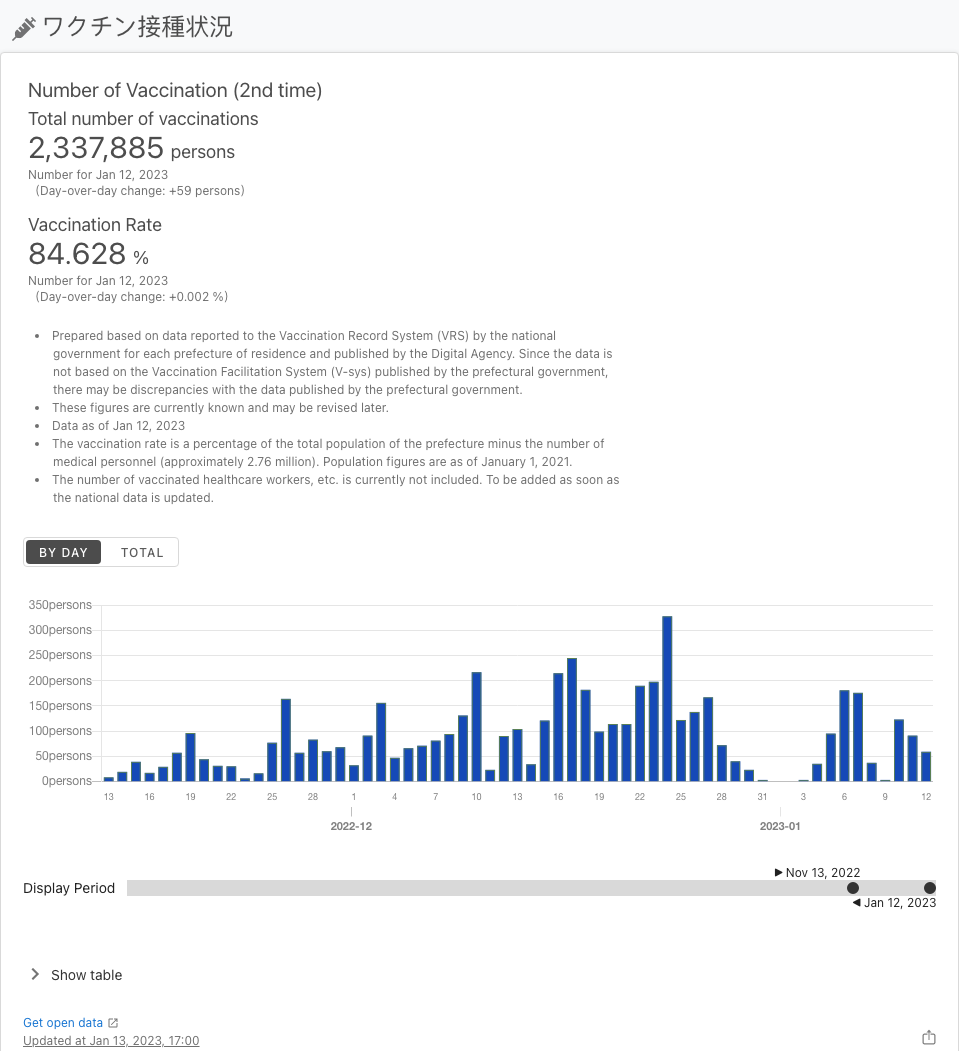 ワクチン接種状況
Number of Vaccination (2nd time)
Total number of vaccinations
2,337,885 persons
Number for Jan 12, 2023
(Day-over-day change: +59 persons)
Vaccination Rate
84.628 %
Number for Jan 12, 2023
(Day-over-day change: +0.002 %)
• Prepared based on data reported to the Vaccination Record System (VRS) by the national
government for each prefecture of residence and published by the Digital Agency. Since the data is
not based on the Vaccination Facilitation System (V-sys) published by the prefectural government,
there may be discrepancies with the data published by the prefectural government.
• These figures are currently known and may be revised later.
• Data as of Jan 12, 2023
• The vaccination rate is a percentage of the total population of the prefecture minus the number of
medical personnel (approximately 2.76 million). Population figures are as of January 1, 2021.
• The number of vaccinated healthcare workers, etc. is currently not included. To be added as soon as
the national data is updated.
BY DAY TOTAL
350persons
300persons
250persons
200persons
150persons
100persons
50persons
0persons
13 16 19 22 25 28 1 4 7 10 13 16 19 22 25 28 31 3 6 9 12
2022-12 2023-01
▶ Nov 13, 2022
Display Period
◀ Jan 12, 2023
Show table
Get open data
Updated at Jan 13, 2023, 17:00